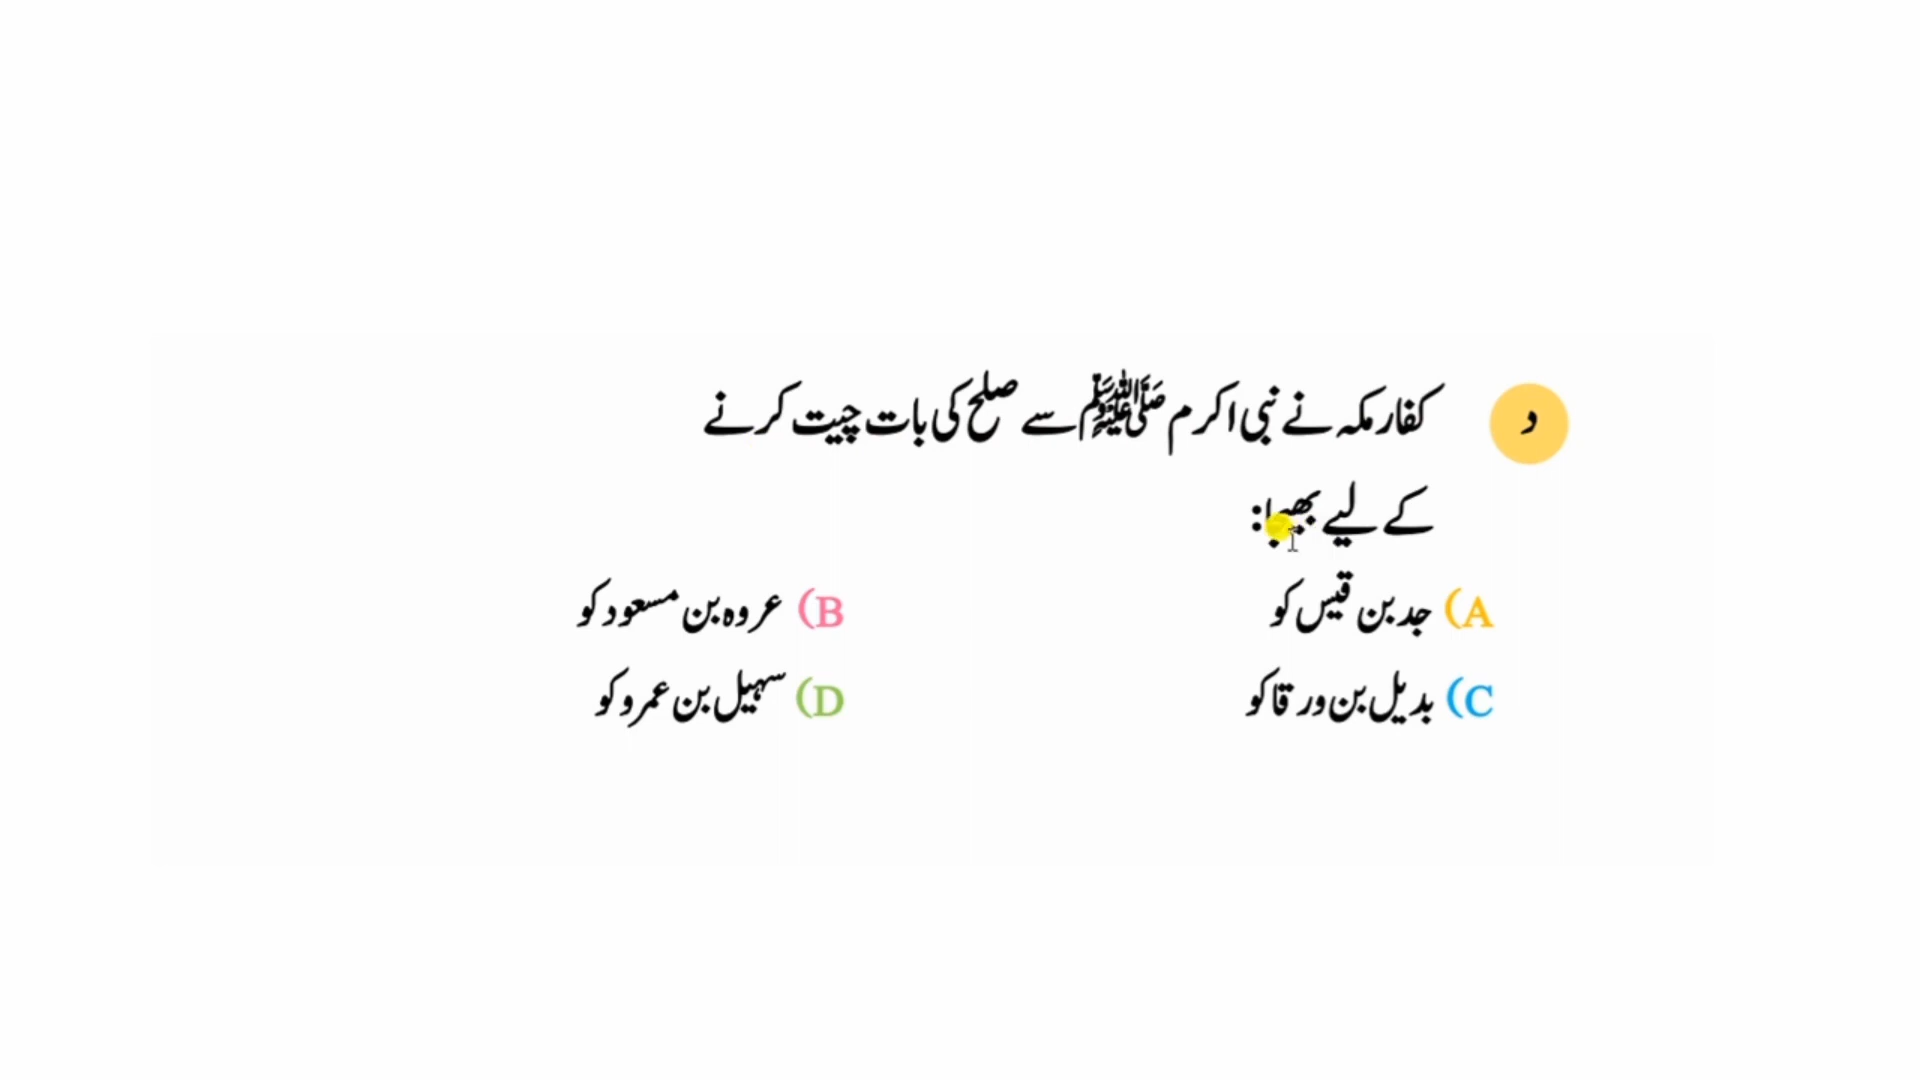 د کفار مکہ نے نبی اکرم ﷺ سے صلح کی بات چیت کرنے
کے لیے بھیجا:
A) جد بن قیس کو B) عروہ بن مسعود کو
C) بدیل بن ورقا کو D) سہیل بن عمرو کو